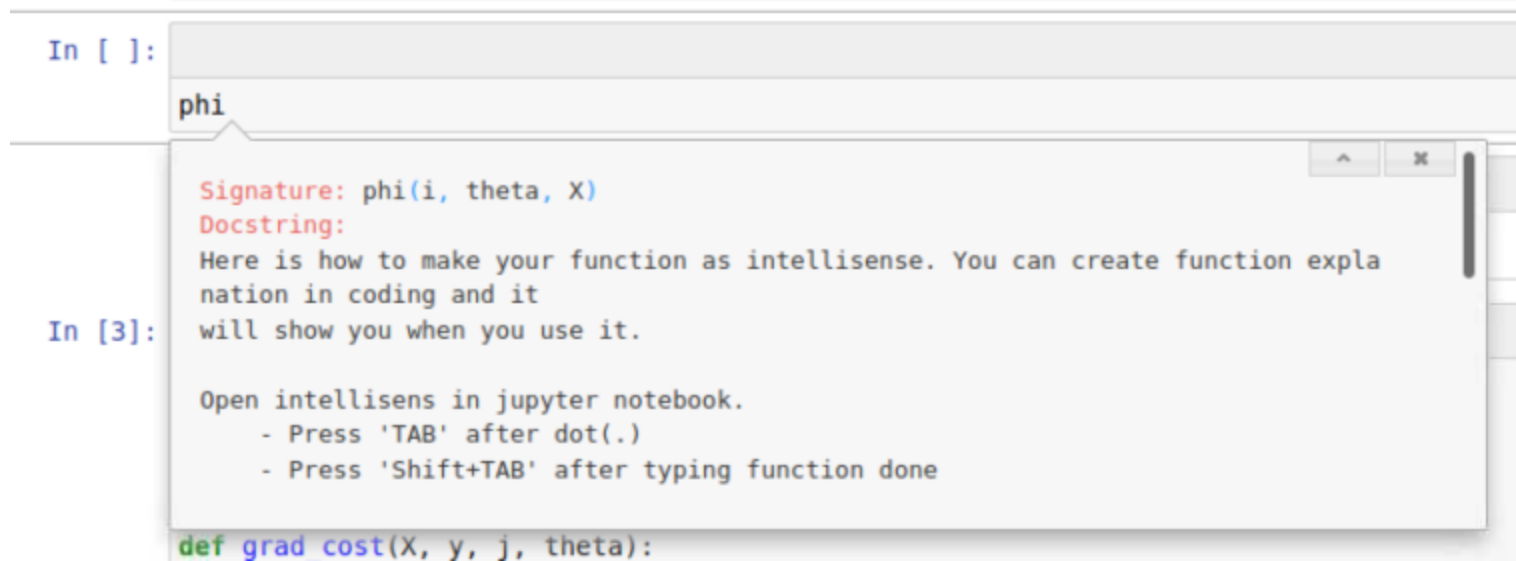 In [ ]:
phi
Signature: phi(i, theta, X)
Docstring:
Here is how to make your function as intellisense. You can create function expla
nation in coding and it
In [3]:
will show you when you use it.
Open intellisens in jupyter notebook.
- Press 'TAB' after dot(.)
- Press 'Shift+TAB' after typing function done
def grad_cost(X, y, j, theta):